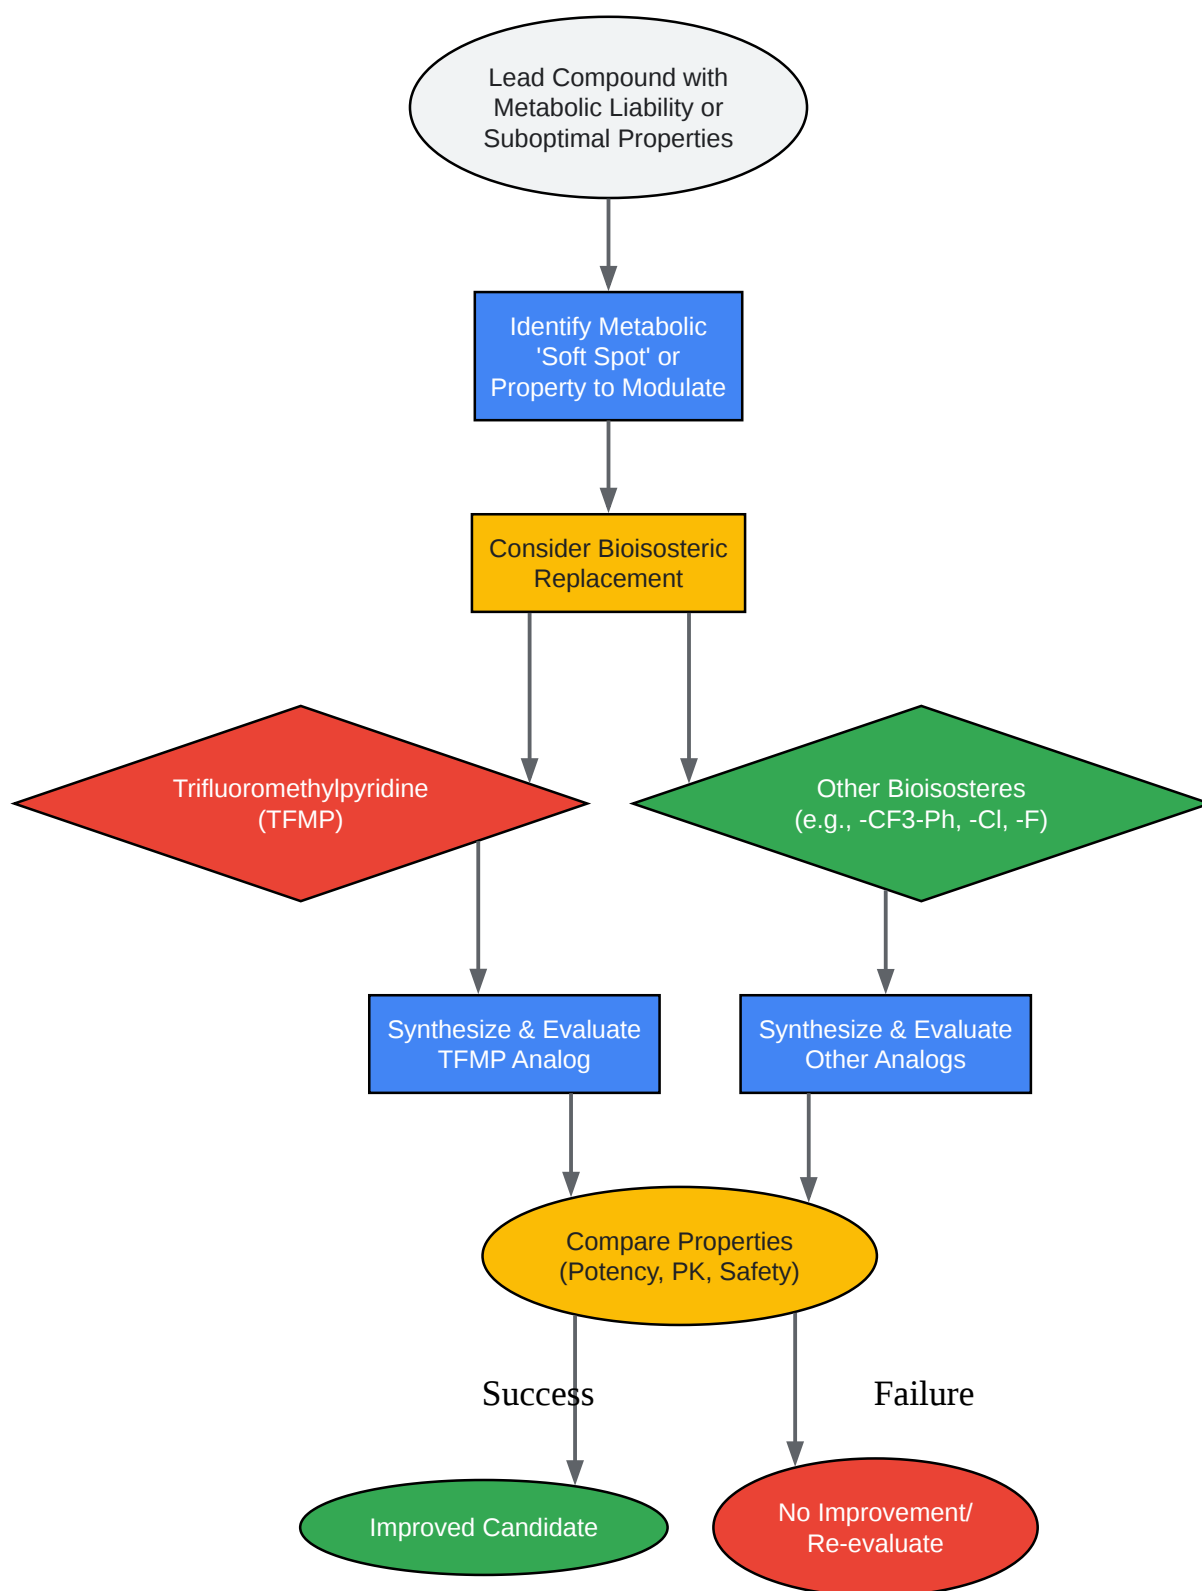 Lead Compound with
Metabolic Liability or
Suboptimal Properties
Identify Metabolic
'Soft Spot' or
Property to Modulate
Consider Bioisosteric
Replacement
Trifluoromethylpyridine
(TFMP)
Other Bioisosteres
(e.g., -CF3-Ph, -Cl, -F)
Synthesize & Evaluate
TFMP Analog
Synthesize & Evaluate
Other Analogs
Compare Properties
(Potency, PK, Safety)
Success
Failure
Improved Candidate
No Improvement/
Re-evaluate